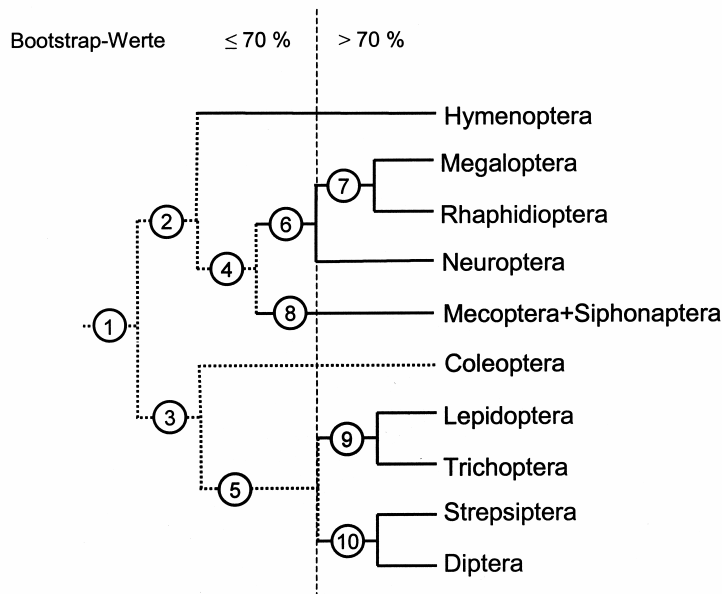 Bootstrap-Werte ≤ 70 % > 70 %
Hymenoptera
Megaloptera
7
Rhaphidioptera
2
6
Neuroptera
4
8
Mecoptera+Siphonaptera
1
Coleoptera
3
Lepidoptera
9
Trichoptera
5
Strepsiptera
10
Diptera